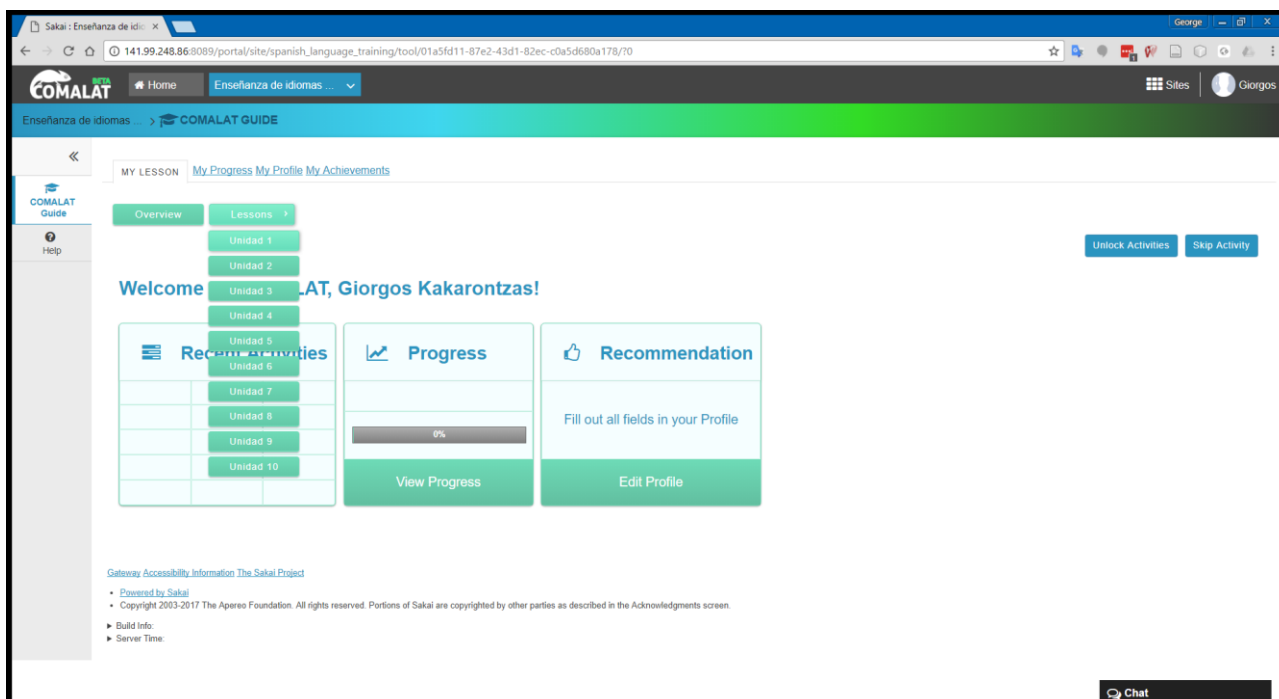 Sakai : Enseñanza de idio
George
141.99.248.86:8089/portal/site/spanish_language_training/tool/01a5fd11-87e2-43d1-82ec-c0a5d680a178/?0
COMALAT BETA
Home
Enseñanza de idiomas ...
Sites
Giorgos
Enseñanza de idiomas ... > COMALAT GUIDE
MY LESSON My Progress My Profile My Achievements
COMALAT
Guide
Help
Overview
Lessons
Unidad 1
Unidad 2
Unidad 3
Unidad 4
Unidad 5
Unidad 6
Unidad 7
Unidad 8
Unidad 9
Unidad 10
Unlock Activities
Skip Activity
Welcome AT, Giorgos Kakarontzas!
Recent Activities
Progress
0%
View Progress
Recommendation
Fill out all fields in your Profile
Edit Profile
Gateway Accessibility Information The Sakai Project
• Powered by Sakai
• Copyright 2003-2017 The Apereo Foundation. All rights reserved. Portions of Sakai are copyrighted by other parties as described in the Acknowledgments screen.
Build Info:
Server Time:
Chat